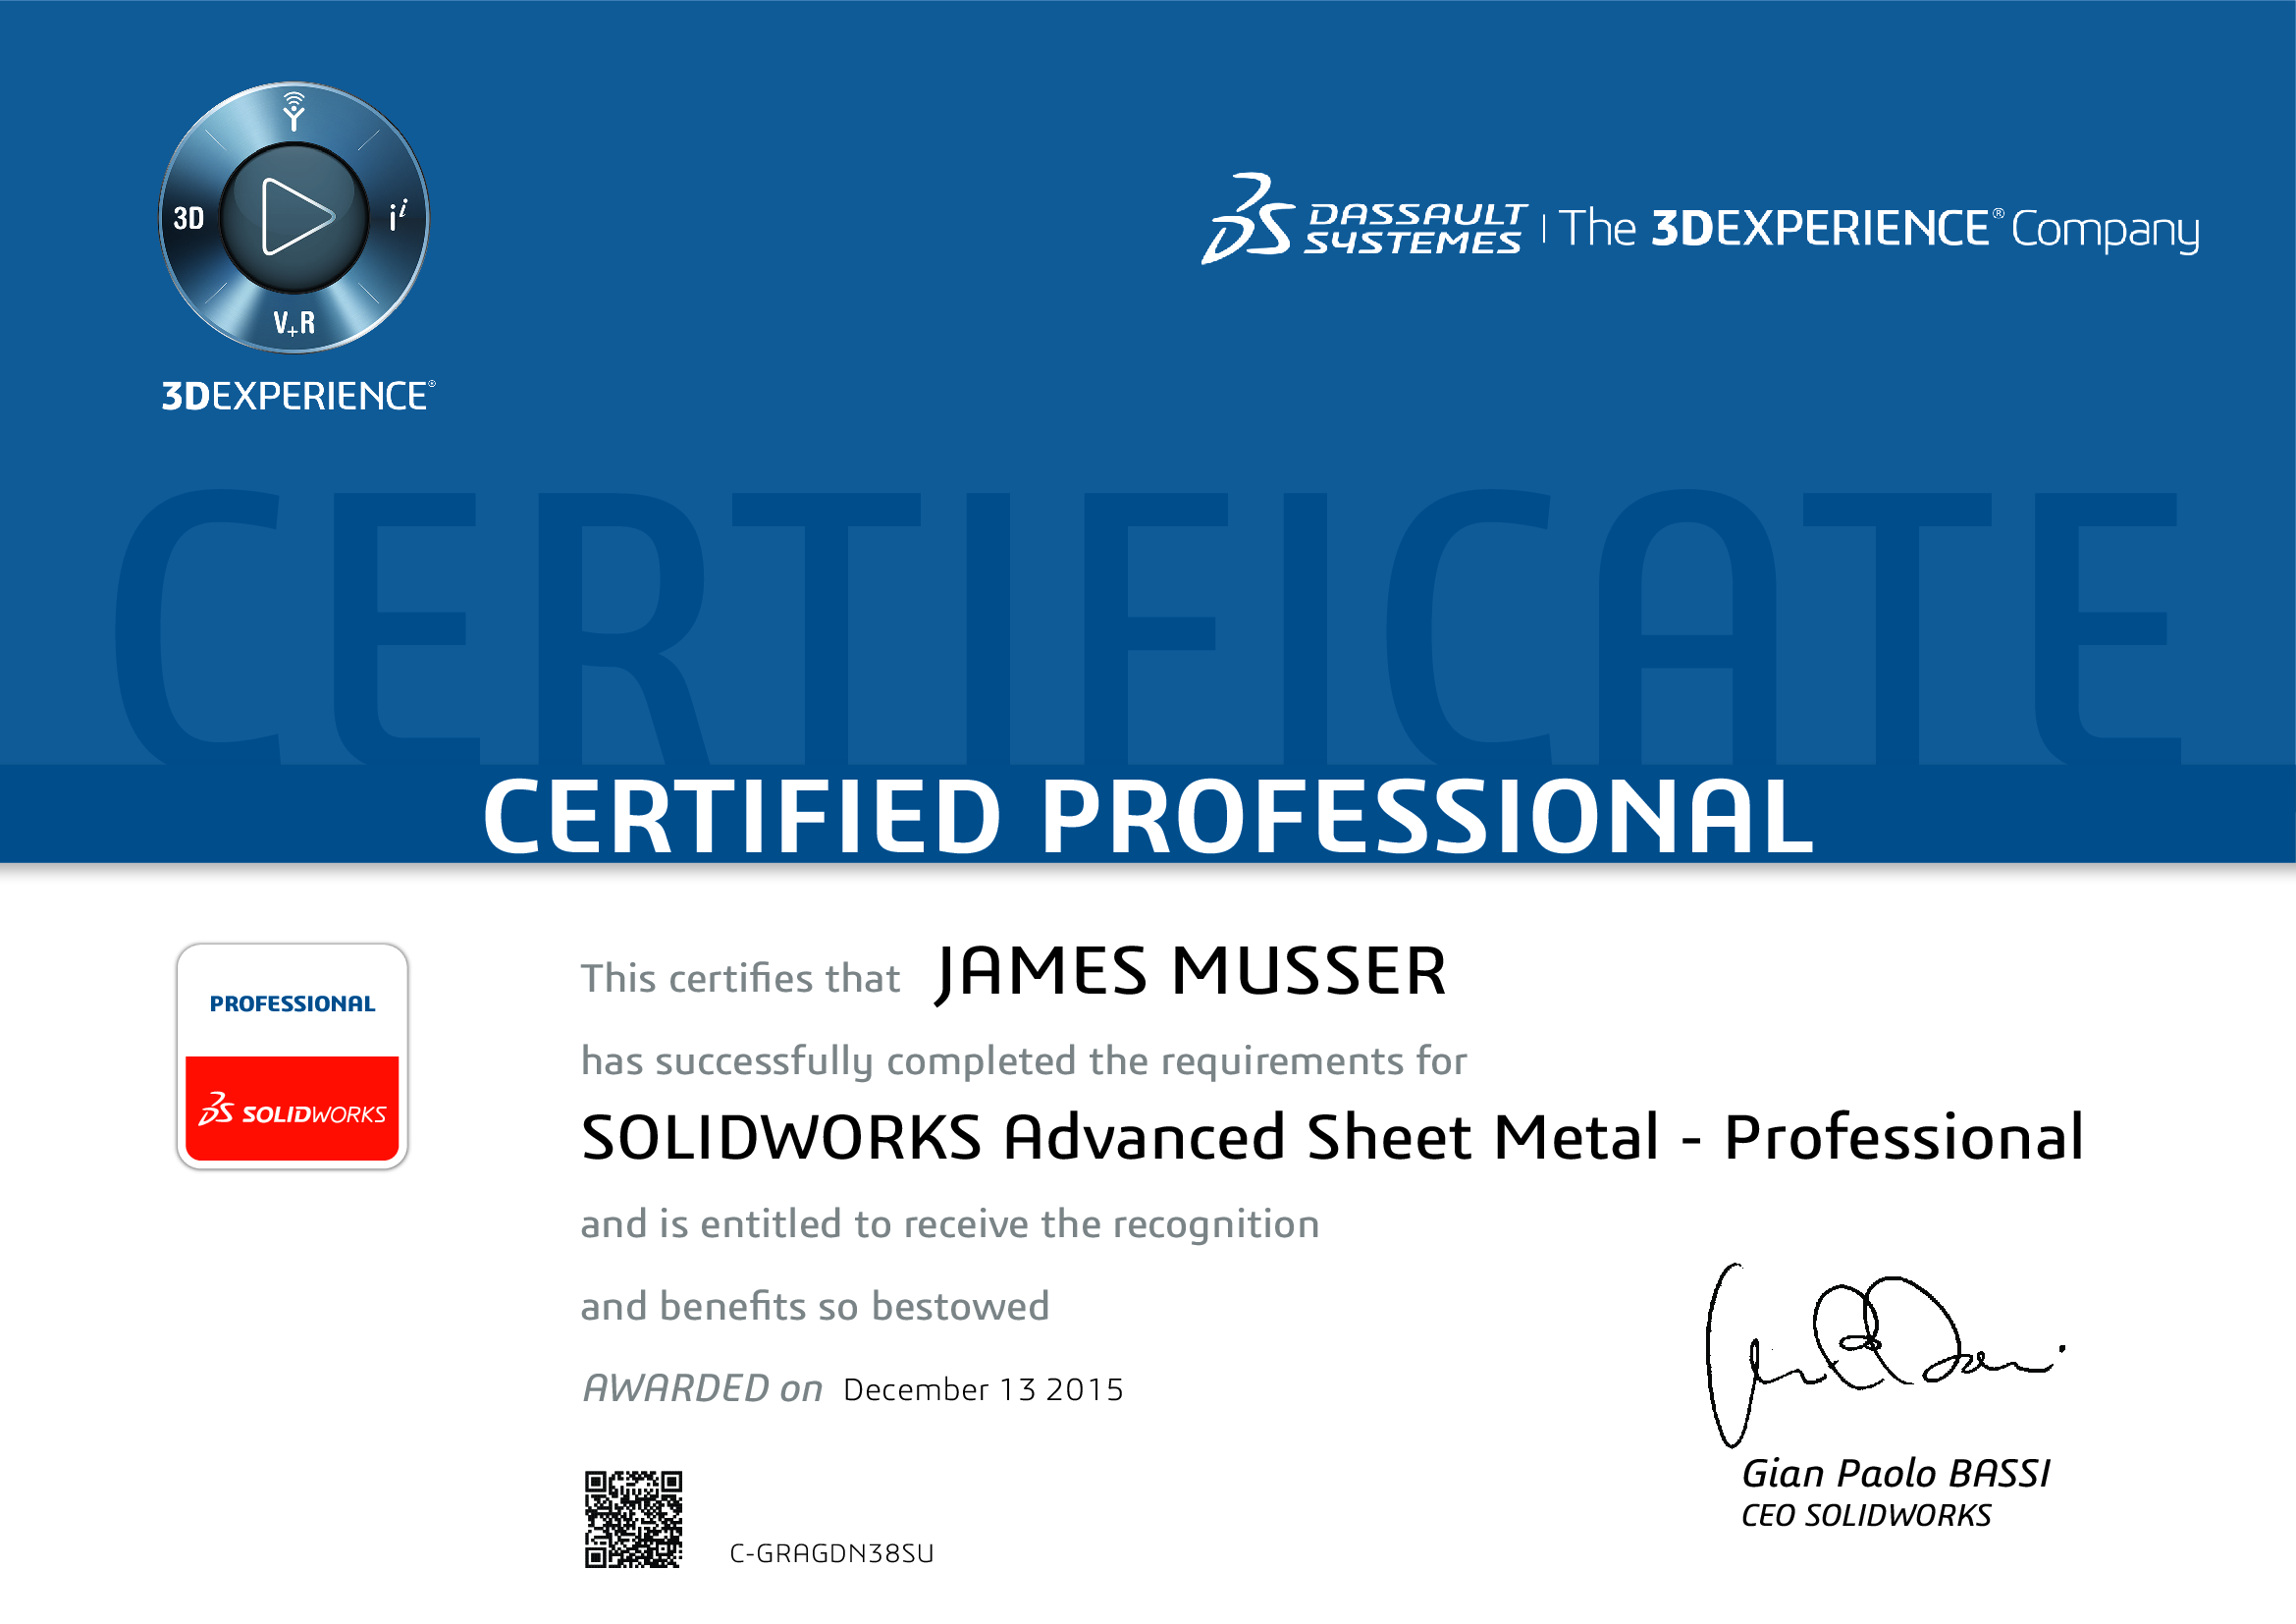 3D
i i
V+R
3DEXPERIENCE®
DASSAULT SYSTEMES | The 3DEXPERIENCE® Company
CERTIFICATE
CERTIFIED PROFESSIONAL
PROFESSIONAL
SOLIDWORKS
This certifies that JAMES MUSSER
has successfully completed the requirements for
SOLIDWORKS Advanced Sheet Metal - Professional
and is entitled to receive the recognition
and benefits so bestowed
AWARDED on December 13 2015
Gian Paolo BASSI
CEO SOLIDWORKS
C-GRAGDN38SU